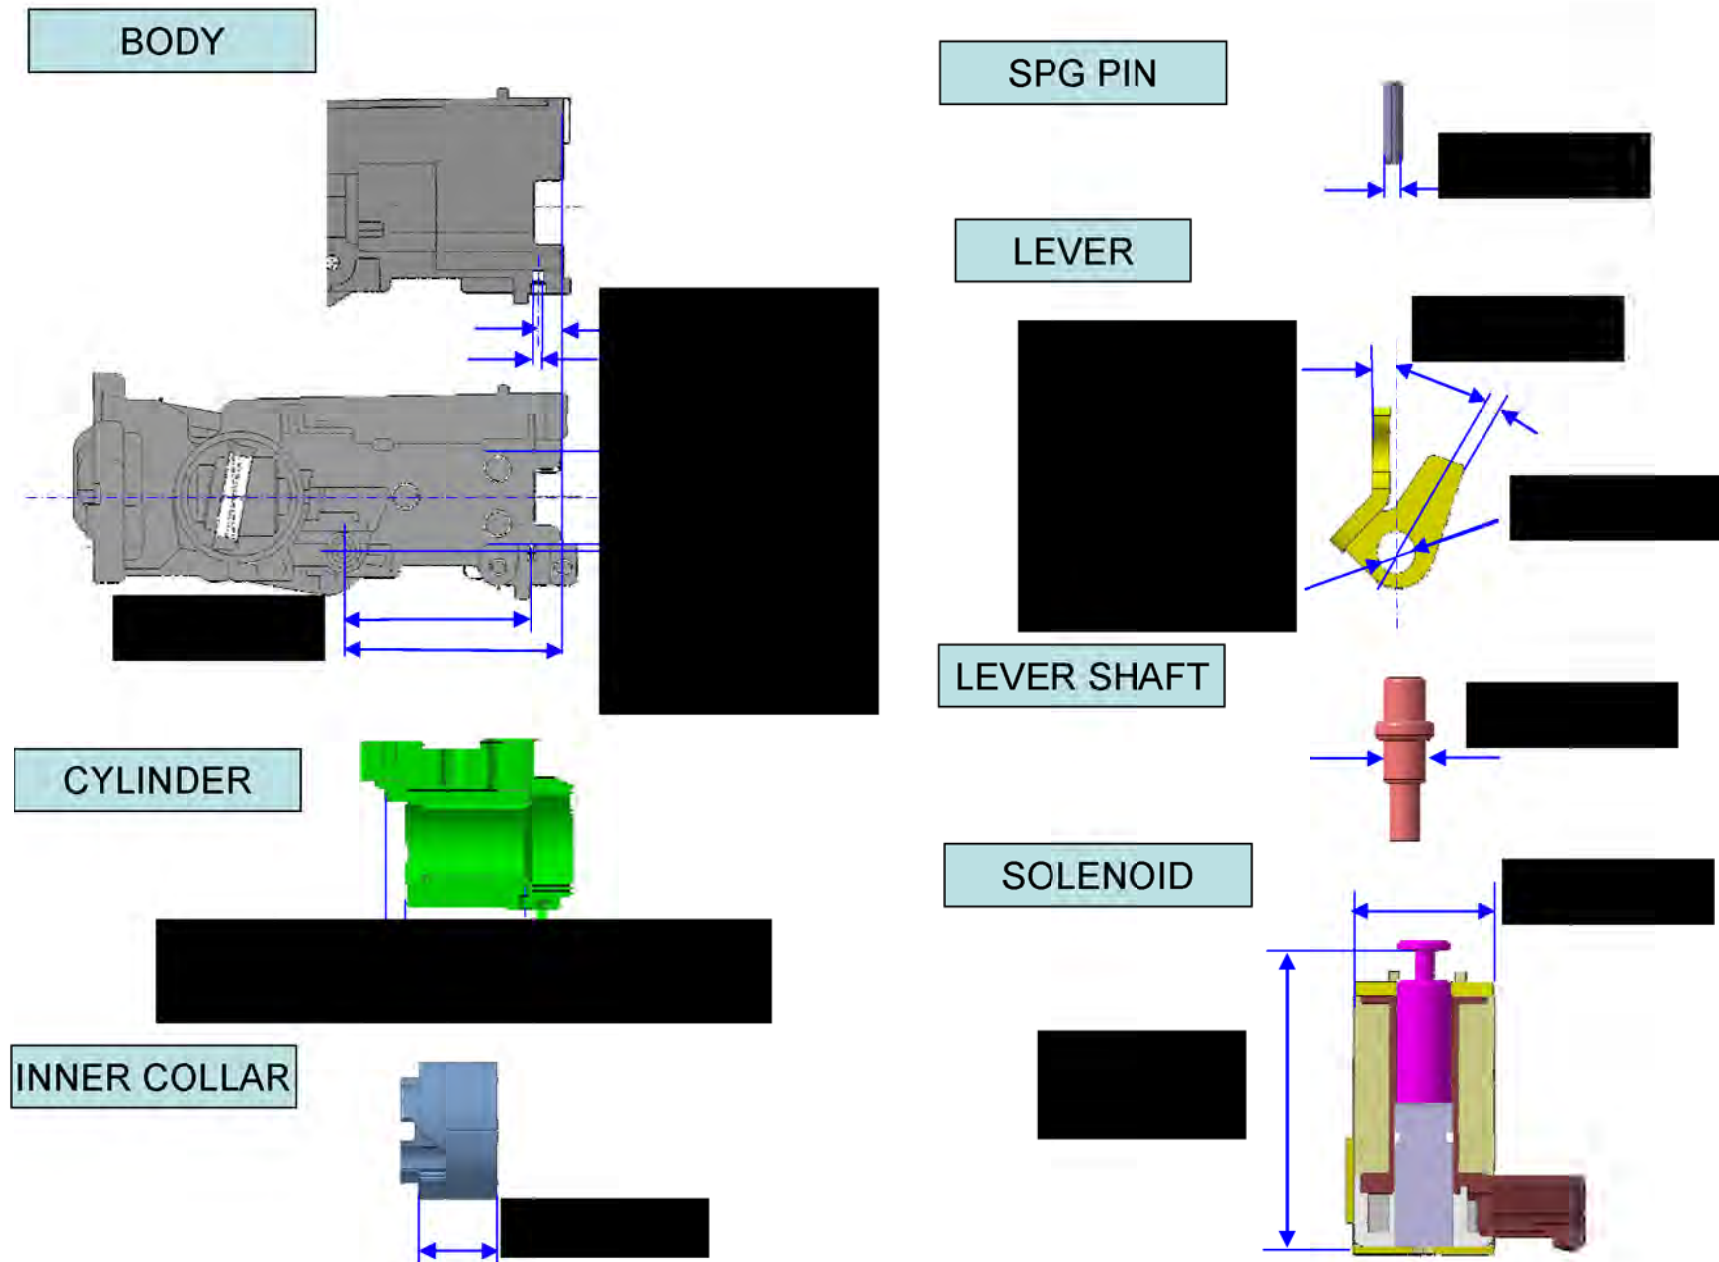 BODY
CYLINDER
INNER COLLAR
SPG PIN
LEVER
LEVER SHAFT
SOLENOID